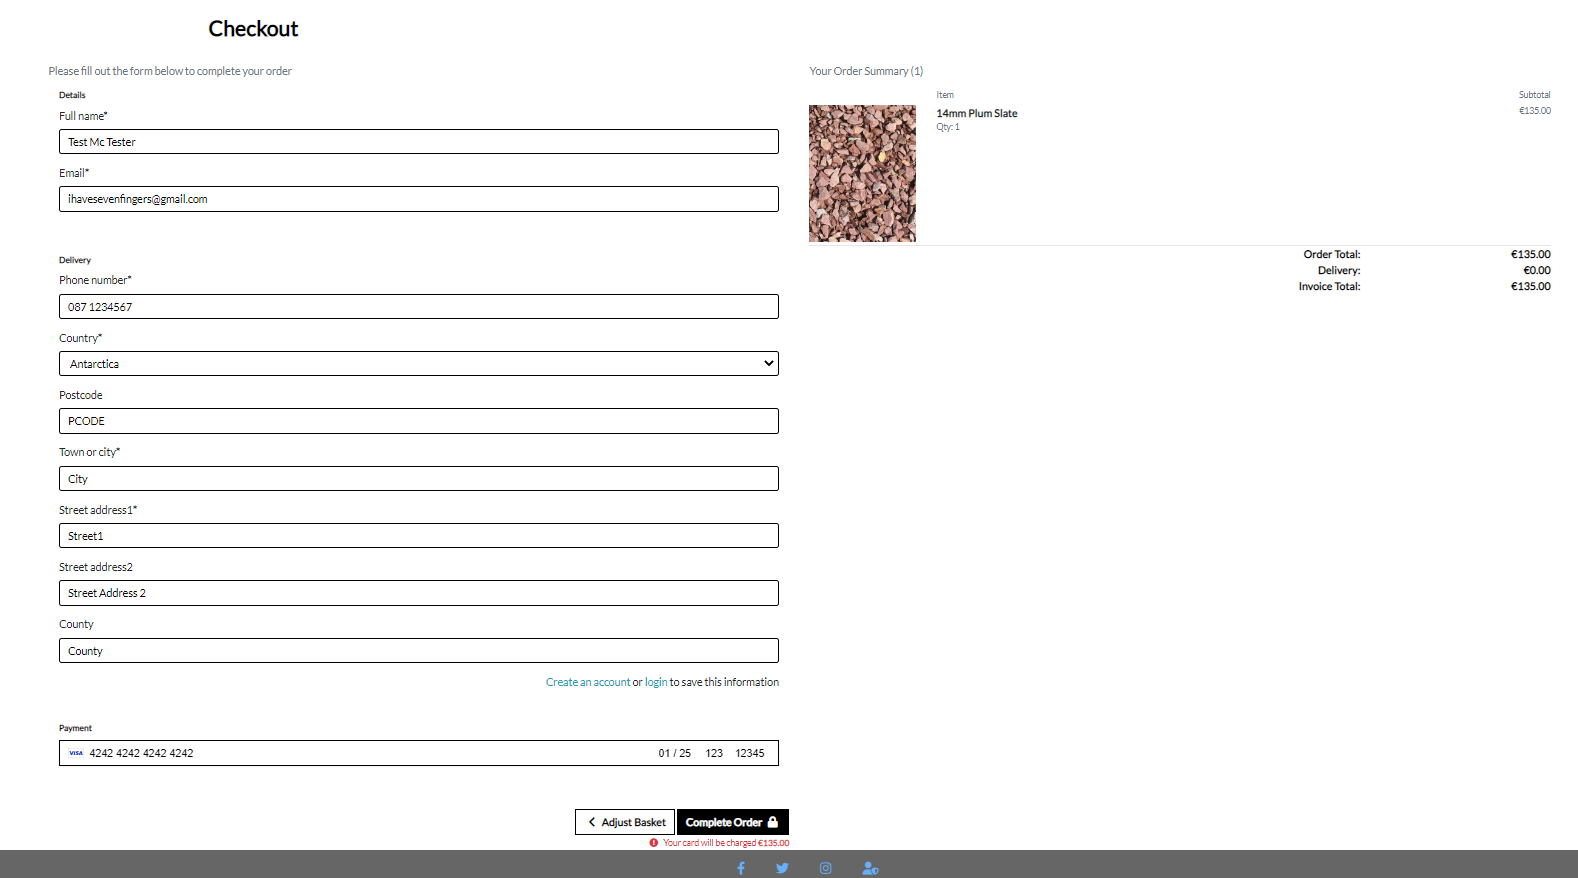 Checkout
Please fill out the form below to complete your order
Details
Full name*
Test Mc Tester
Email*
ihavesevenfingers@gmail.com
Delivery
Phone number*
087 1234567
Country*
Antarctica
Postcode
PCODE
Town or city*
City
Street address1*
Street1
Street address2
Street Address 2
County
County
Create an account or login to save this information
Payment
VISA 4242 4242 4242 4242 01 / 25 123 12345
Adjust Basket Complete Order
Your card will be charged €135.00
Your Order Summary (1)
Item Subtotal
14mm Plum Slate €135.00
Qty: 1
Order Total: €135.00
Delivery: €0.00
Invoice Total: €135.00